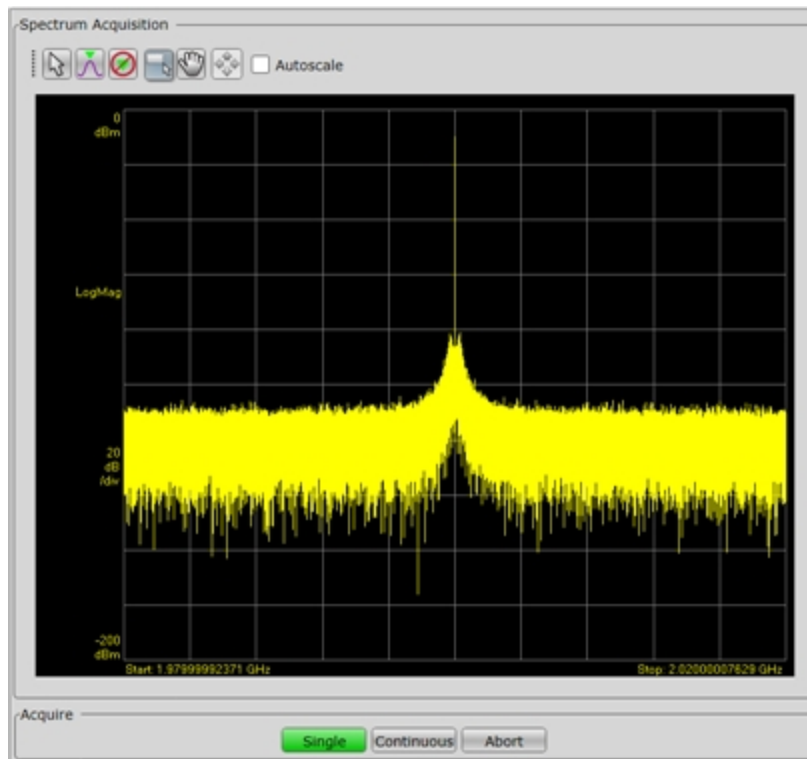 Spectrum Acquisition
Autoscale
0
dBm
LogMag
20
dB
/div
-200
dBm
Start: 1.97999992371 GHz
Stop: 2.02000007629 GHz
Acquire
Single
Continuous
Abort